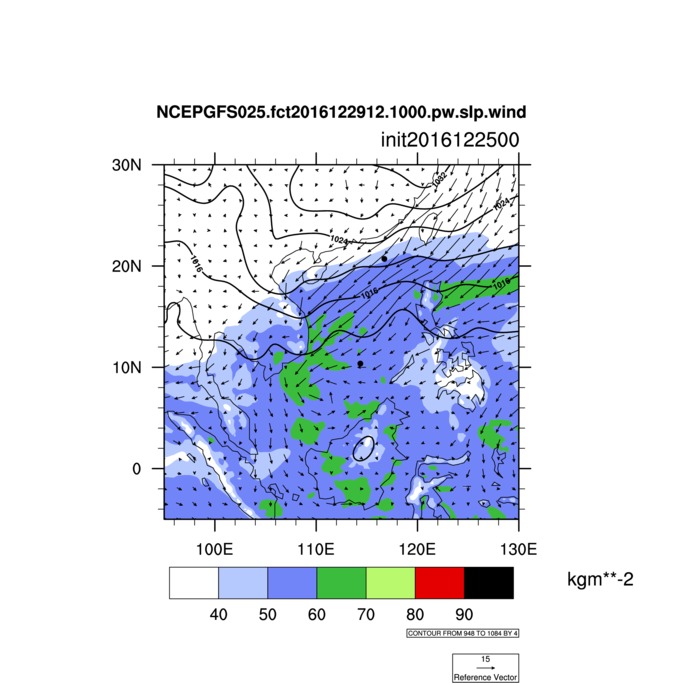 NCEPGFS025.fct2016122912.1000.pw.slp.wind
init2016122500
30N
1032
1024
1024
20N
1016
1016
1016
10N
0
100E 110E 120E 130E
kgm**-2
40 50 60 70 80 90
CONTOUR FROM 948 TO 1084 BY 4
15
Reference Vector